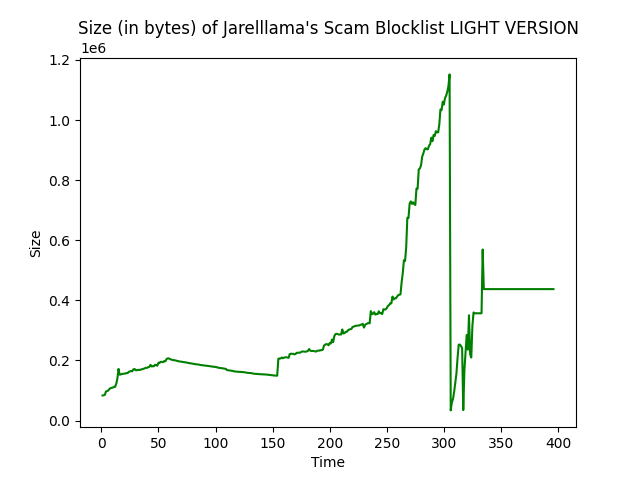 Size (in bytes) of Jarelllama's Scam Blocklist LIGHT VERSION
1e6
1.2
1.0
0.8
0.6
0.4
0.2
0.0
Size
0 50 100 150 200 250 300 350 400
Time